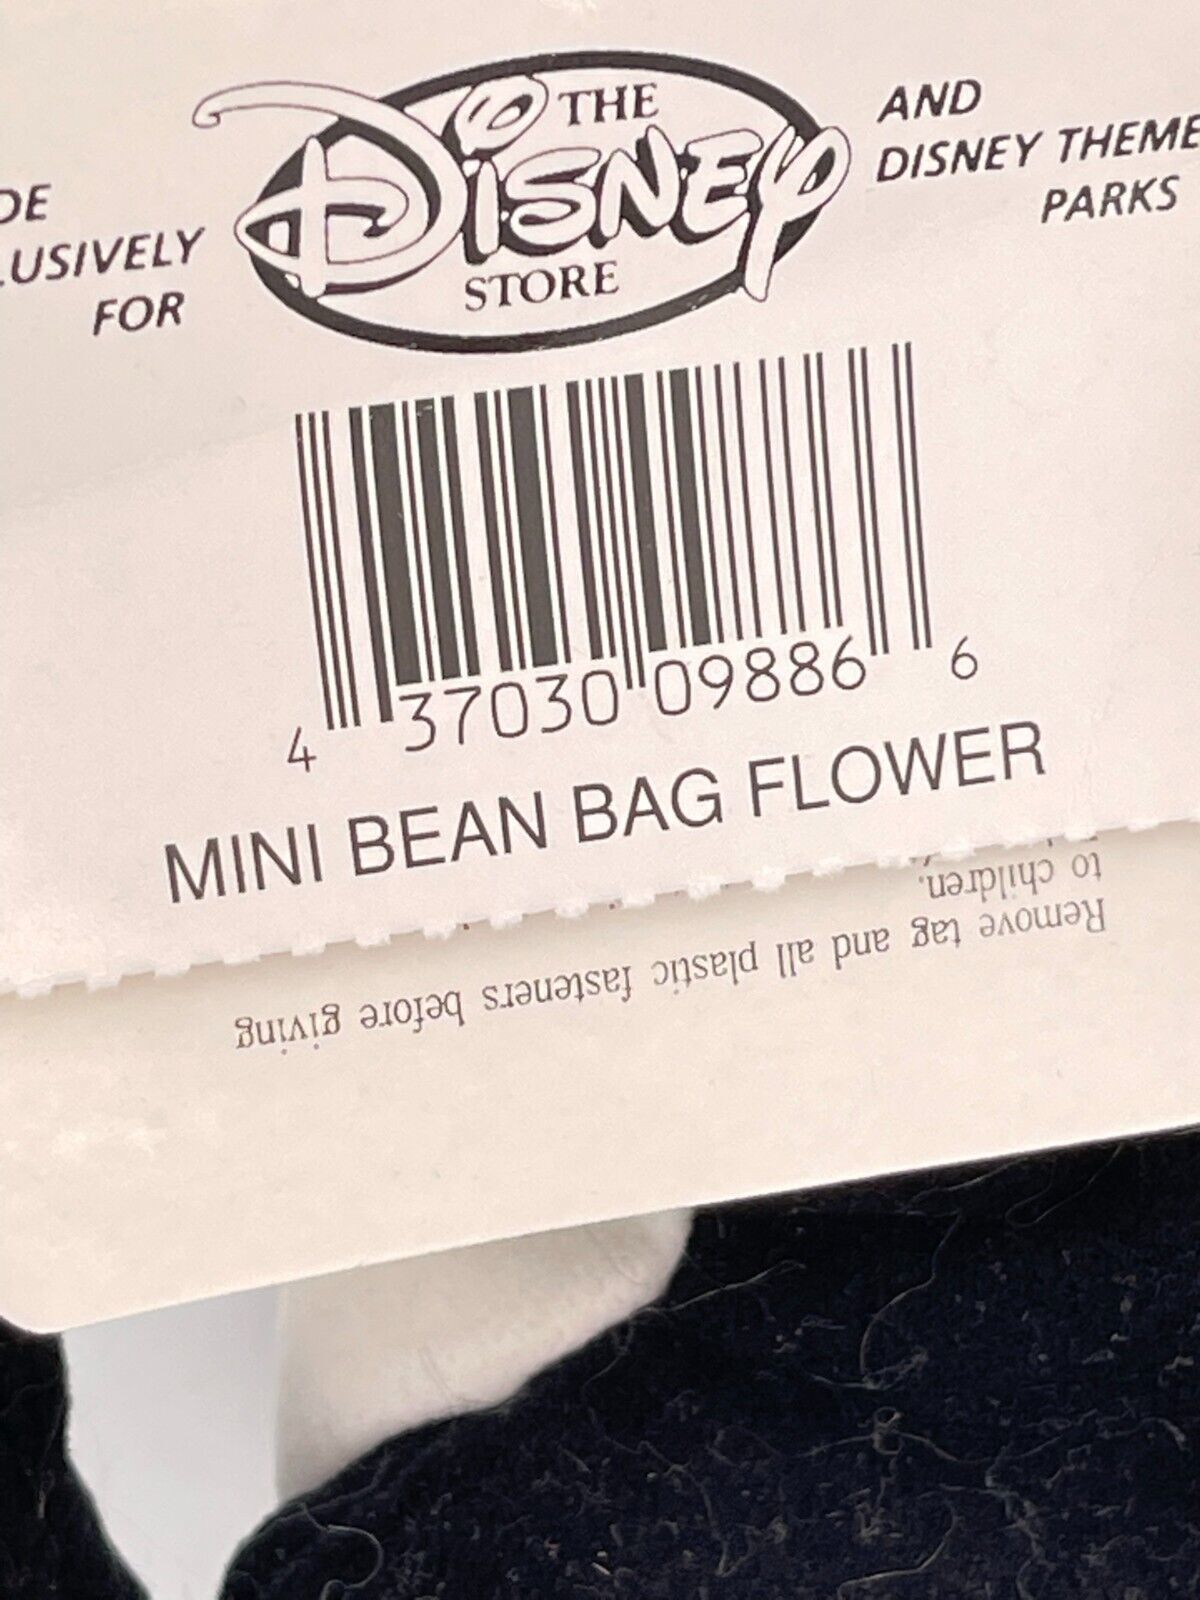 THE
DISNEY
STORE
FOR
AND
DISNEY THEME
PARKS
4 37030 09886 6
MINI BEAN BAG FLOWER
Remove tag and all plastic fasteners before giving
to children.